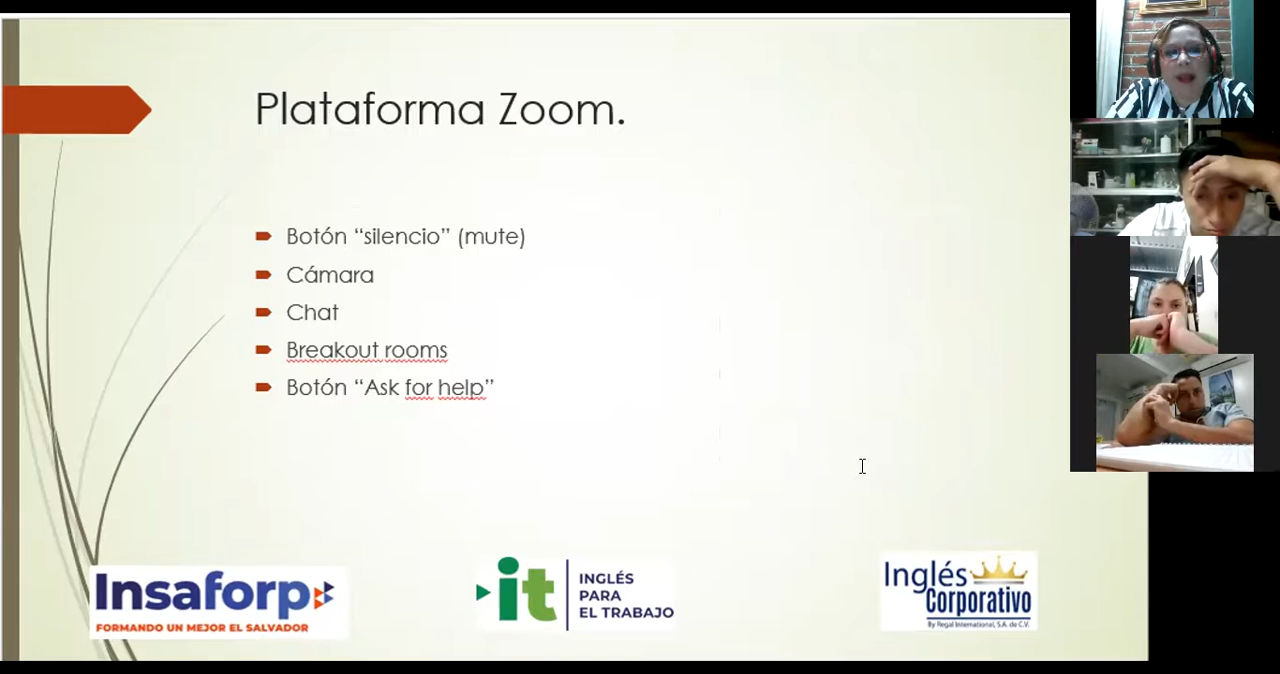 Plataforma Zoom.
Botón “silencio” (mute)
Cámara
Chat
Breakout rooms
Botón “Ask for help”
Insaforp
FORMANDO UN MEJOR EL SALVADOR
it
INGLÉS
PARA
EL TRABAJO
Inglés
Corporativo
By Regal International, S.A. de C.V.